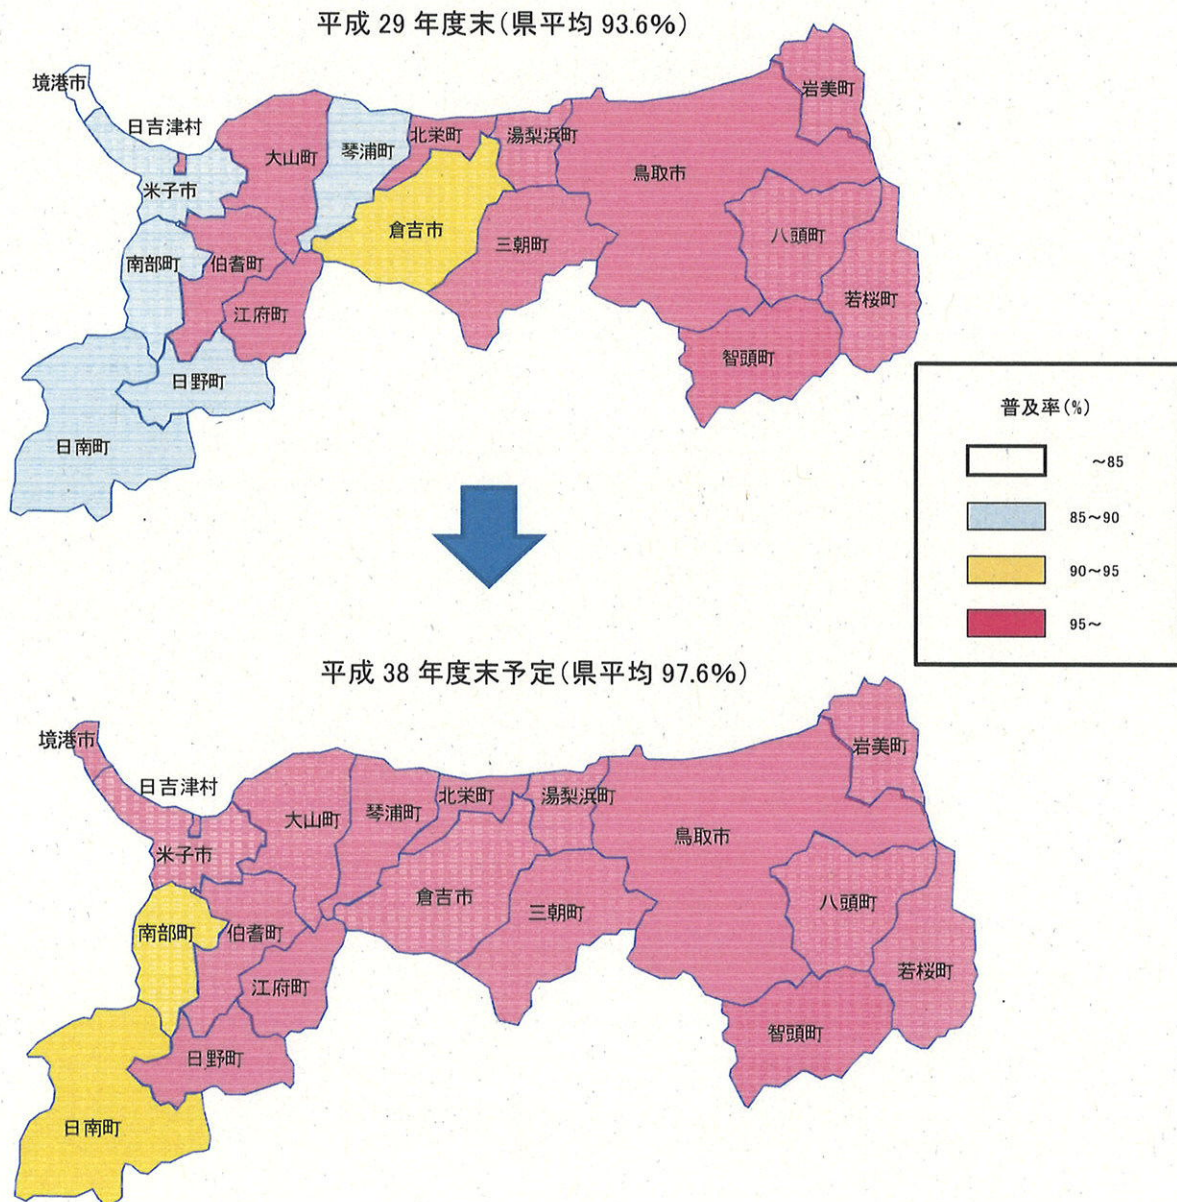 平成 29 年度末(県平均 93.6%)
境港市
日吉津村
米子市
大山町
琴浦町
北栄町
湯梨浜町
岩美町
鳥取市
倉吉市
三朝町
八頭町
若桜町
智頭町
南部町
伯耆町
江府町
日野町
日南町
普及率(%)
~85
85~90
90~95
95~
平成 38 年度末予定(県平均 97.6%)
境港市
日吉津村
米子市
大山町
琴浦町
北栄町
湯梨浜町
岩美町
鳥取市
倉吉市
三朝町
八頭町
若桜町
智頭町
南部町
伯耆町
江府町
日野町
日南町